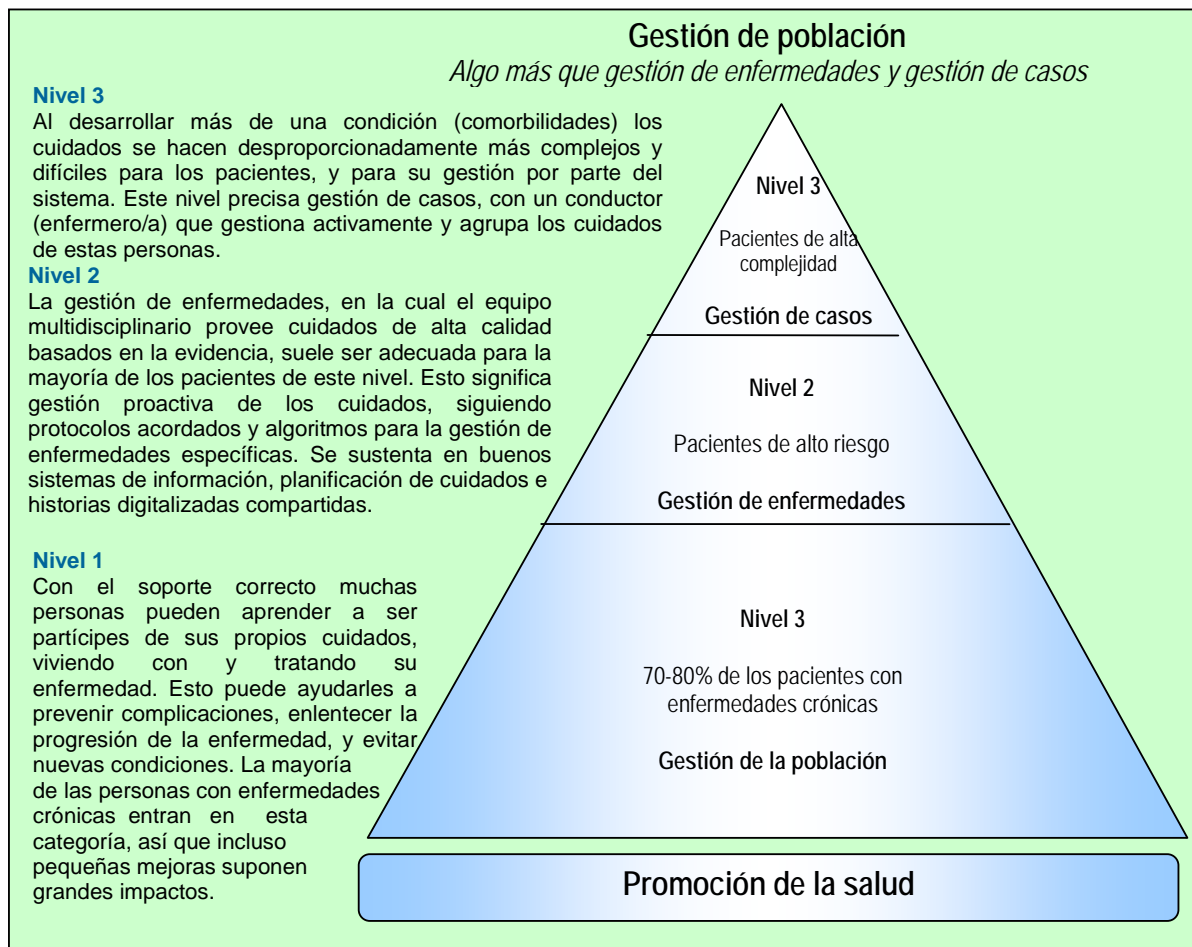 Gestión de población
Algo más que gestión de enfermedades y gestión de casos
Nivel 3
Al desarrollar más de una condición (comorbilidades) los
cuidados se hacen desproporcionadamente más complejos y
difíciles para los pacientes, y para su gestión por parte del
sistema. Este nivel precisa gestión de casos, con un conductor
(enfermero/a) que gestiona activamente y agrupa los cuidados
de estas personas.
Nivel 2
La gestión de enfermedades, en la cual el equipo
multidisciplinario provee cuidados de alta calidad
basados en la evidencia, suele ser adecuada para la
mayoría de los pacientes de este nivel. Esto significa
gestión proactiva de los cuidados, siguiendo
protocolos acordados y algoritmos para la gestión de
enfermedades específicas. Se sustenta en buenos
sistemas de información, planificación de cuidados e
historias digitalizadas compartidas.
Nivel 1
Con el soporte correcto muchas
personas pueden aprender a ser
partícipes de sus propios cuidados,
viviendo con y tratando su
enfermedad. Esto puede ayudarles a
prevenir complicaciones, enlentecer la
progresión de la enfermedad, y evitar
nuevas condiciones. La mayoría
de las personas con enfermedades
crónicas entran en esta
categoría, así que incluso
pequeñas mejoras suponen
grandes impactos.
Nivel 3
Pacientes de alta
complejidad
Gestión de casos
Nivel 2
Pacientes de alto riesgo
Gestión de enfermedades
Nivel 3
70-80% de los pacientes con
enfermedades crónicas
Gestión de la población
Promoción de la salud